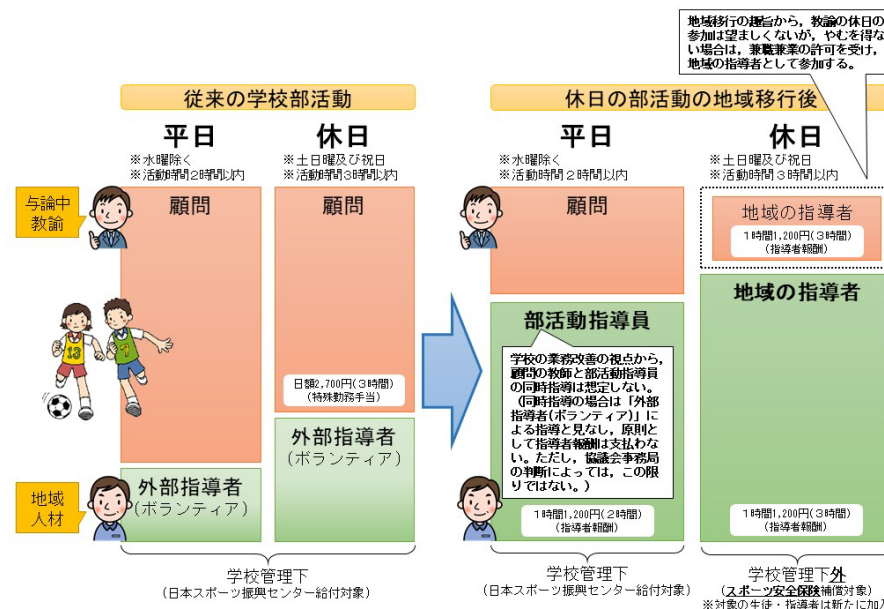 地域移行の趣旨から，教諭の休日の
参加は望ましくないが，やむを得な
い場合は，兼職兼業の許可を受け，
地域の指導者として参加する。
従来の学校部活動
休日の部活動の地域移行後
平日
※水曜除く
※活動時間2時間以内
休日
※土日曜及び祝日
※活動時間3時間以内
平日
※水曜除く
※活動時間２時間以内
休日
※土日曜及び祝日
※活動時間３時間以内
与論中
教諭
顧問
顧問
顧問
地域の指導者
1時間1,200円(3時間)
(指導者報酬)
地域の指導者
部活動指導員
学校の業務改善の視点から，
顧問の教師と部活動指導員
の同時指導は想定しない。
（同時指導の場合は「外部
指導者(ボランティア)」に
よる指導と見なし，原則と
して指導者報酬は支払わな
い。ただし，協議会事務局
の判断によっては，この限
りではない。）
13
7
日額2,700円(３時間)
(特殊勤務手当)
外部指導者
(ボランティア)
地域
人材
外部指導者
(ボランティア)
1時間1,200円(２時間)
(指導者報酬)
1時間1,200円(３時間)
(指導者報酬)
学校管理下
(日本スポーツ振興センター給付対象)
学校管理下
(日本スポーツ振興センター給付対象)
学校管理下外
(スポーツ安全保険補償対象)
※対象の生徒・指導者は新たに加入